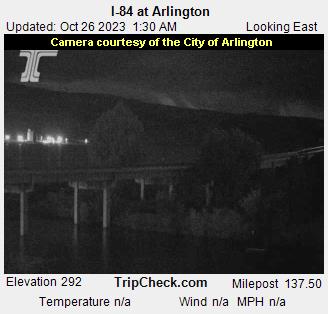 I-84 at Arlington
Updated: Oct 26 2023 1:30 AM Looking East
Camera courtesy of the City of Arlington
Elevation 292 TripCheck.com Milepost 137.50
Temperature n/a Wind n/a MPH n/a